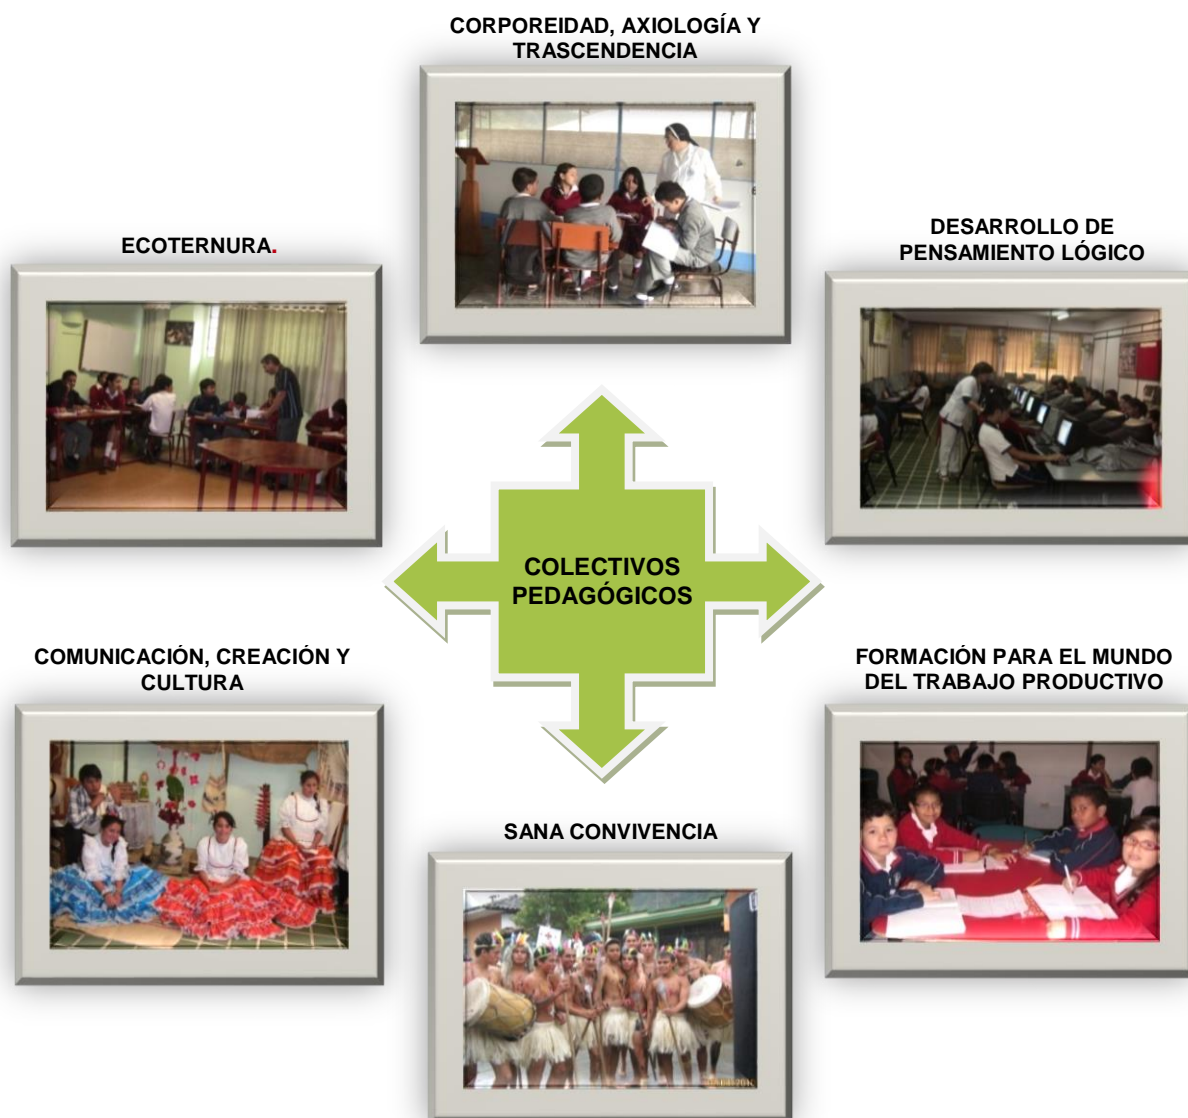 CORPOREIDAD, AXIOLOGÍA Y
TRASCENDENCIA
ECOTERNURA.
DESARROLLO DE
PENSAMIENTO LÓGICO
COLECTIVOS
PEDAGÓGICOS
COMUNICACIÓN, CREACIÓN Y
CULTURA
FORMACIÓN PARA EL MUNDO
DEL TRABAJO PRODUCTIVO
SANA CONVIVENCIA